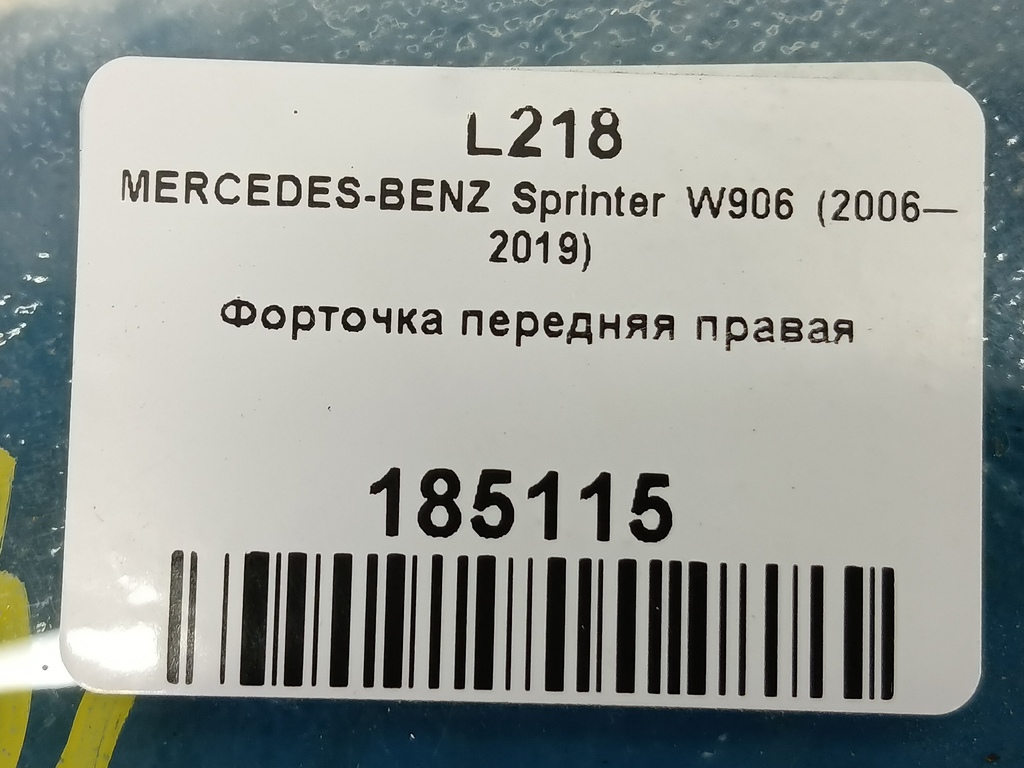 L218
MERCEDES-BENZ Sprinter W906 (2006—
2019)
Форточка передняя правая
185115